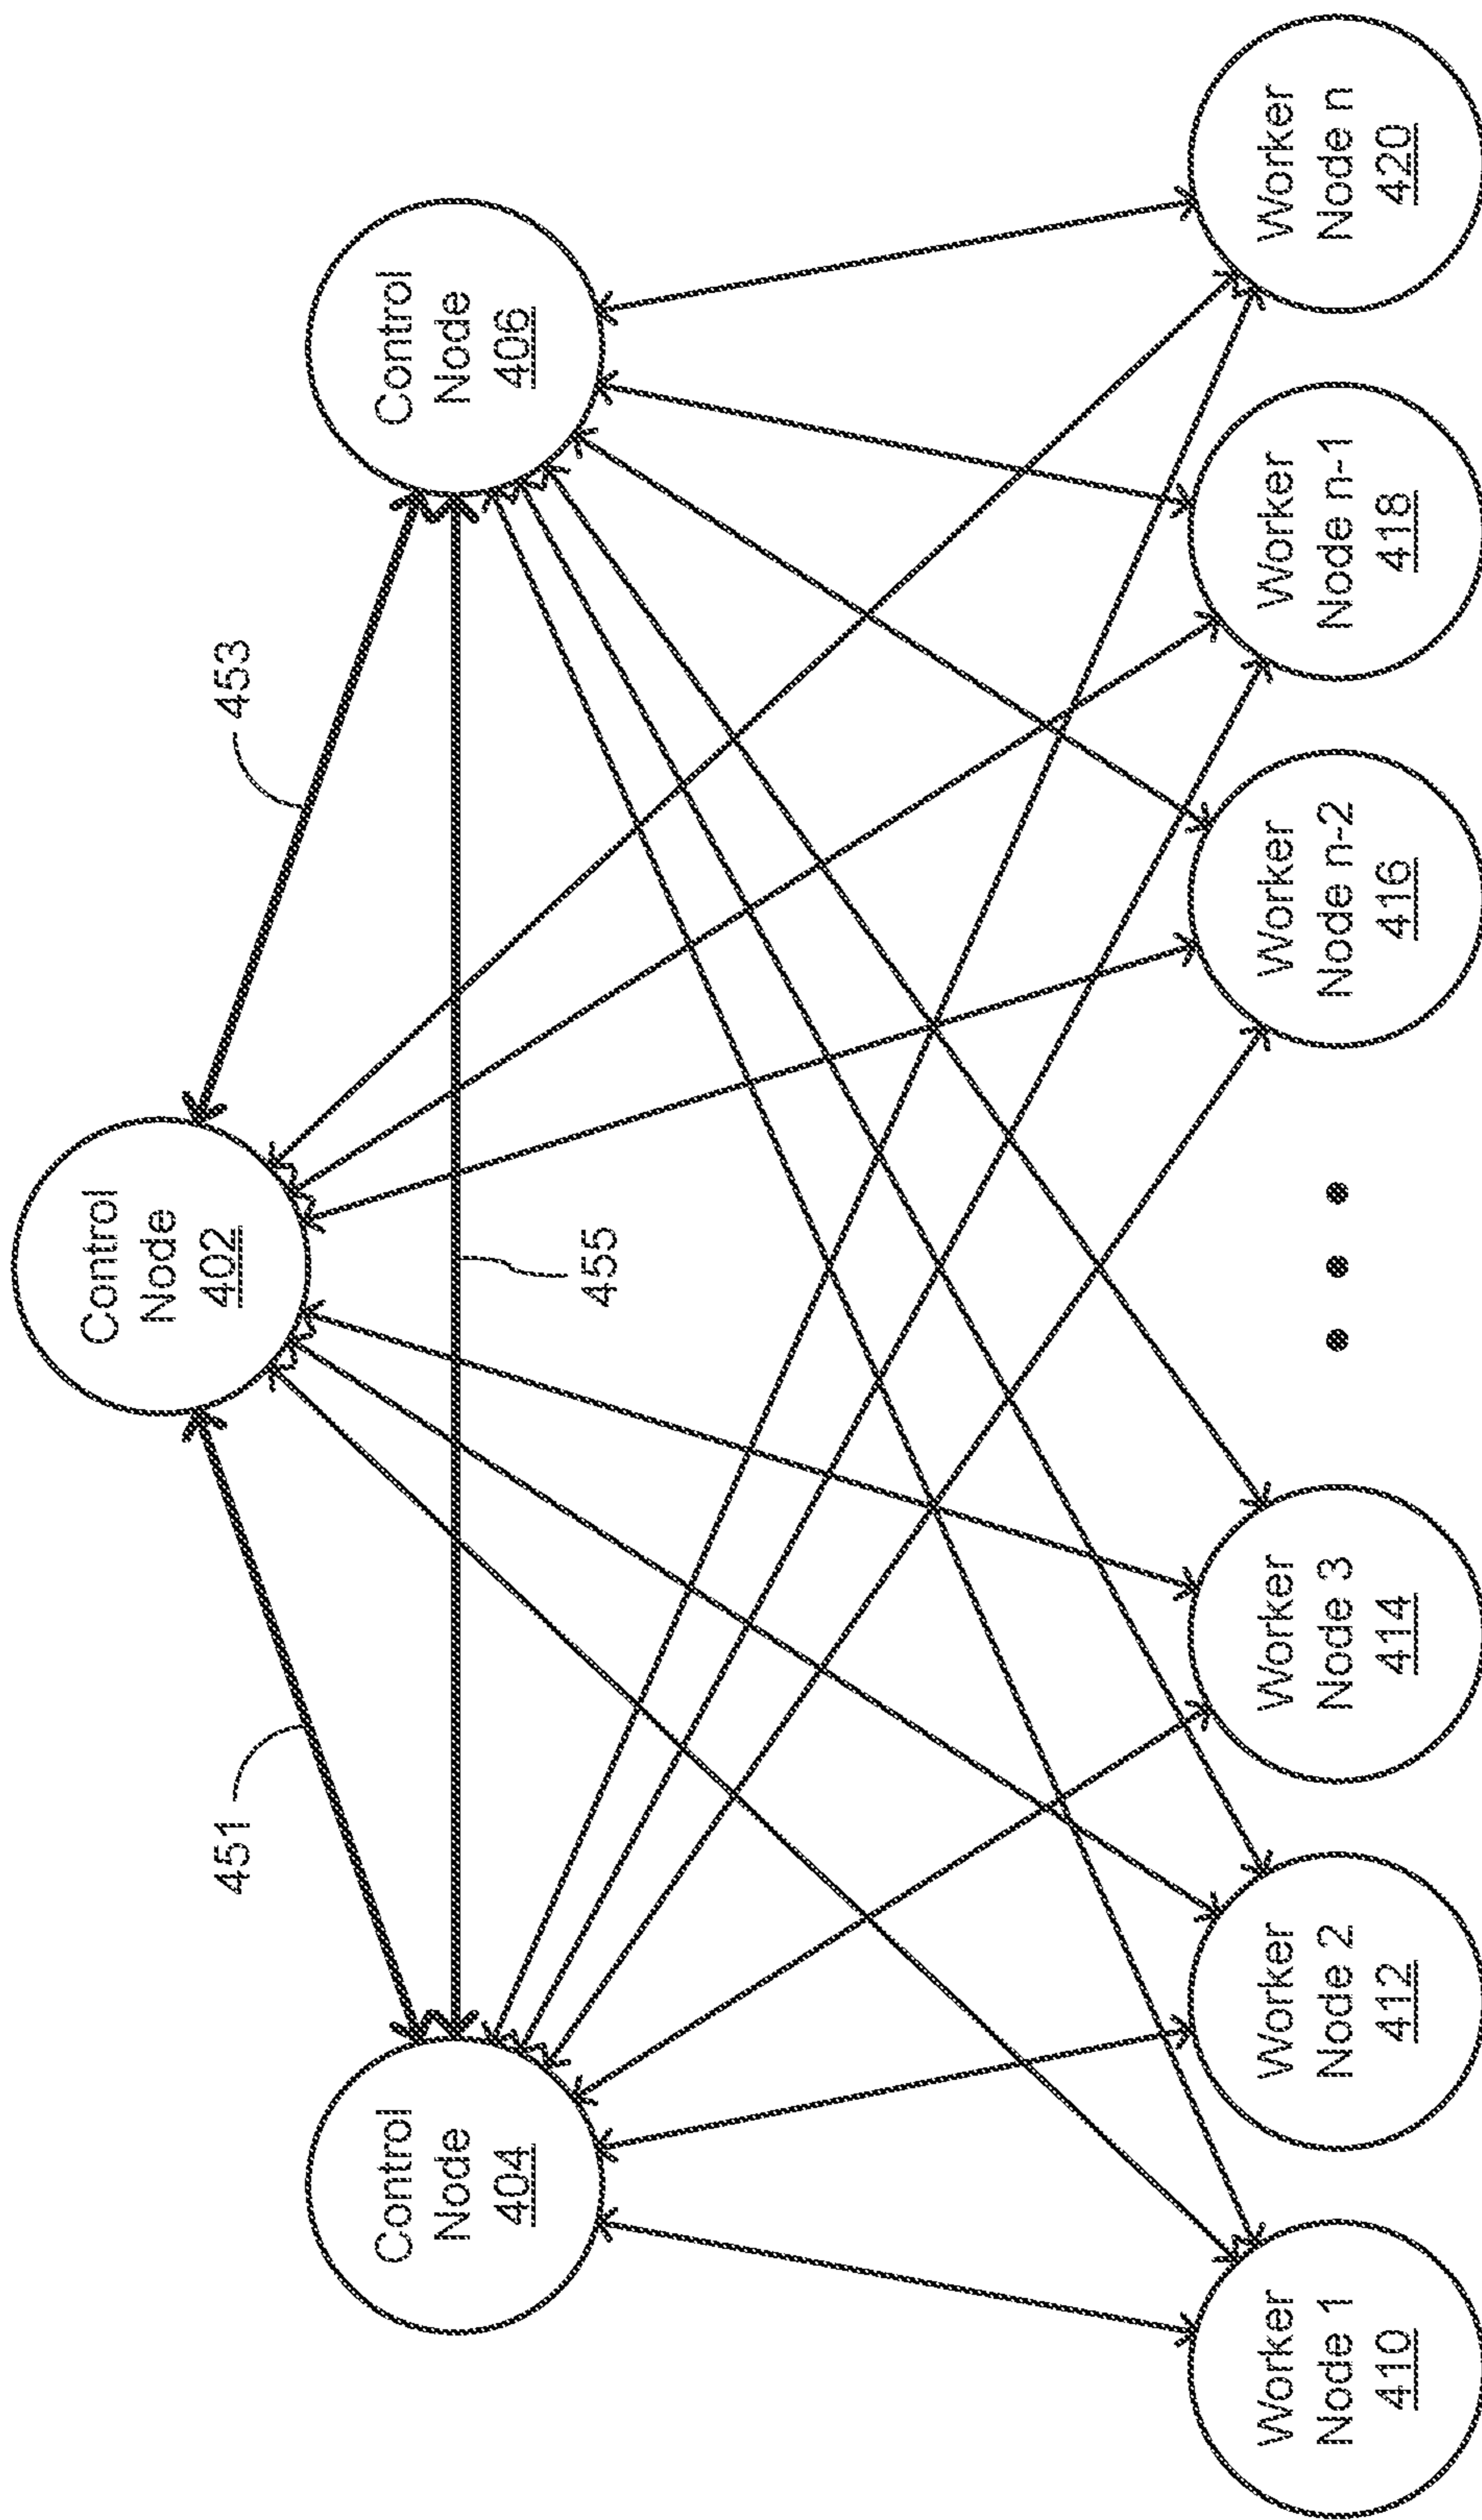 Control
Node
402
451
453
Control
Node
404
Control
Node
406
455
Worker
Node 1
410
Worker
Node 2
412
Worker
Node 3
414
Worker
Node n-2
416
Worker
Node n-1
418
Worker
Node n
420